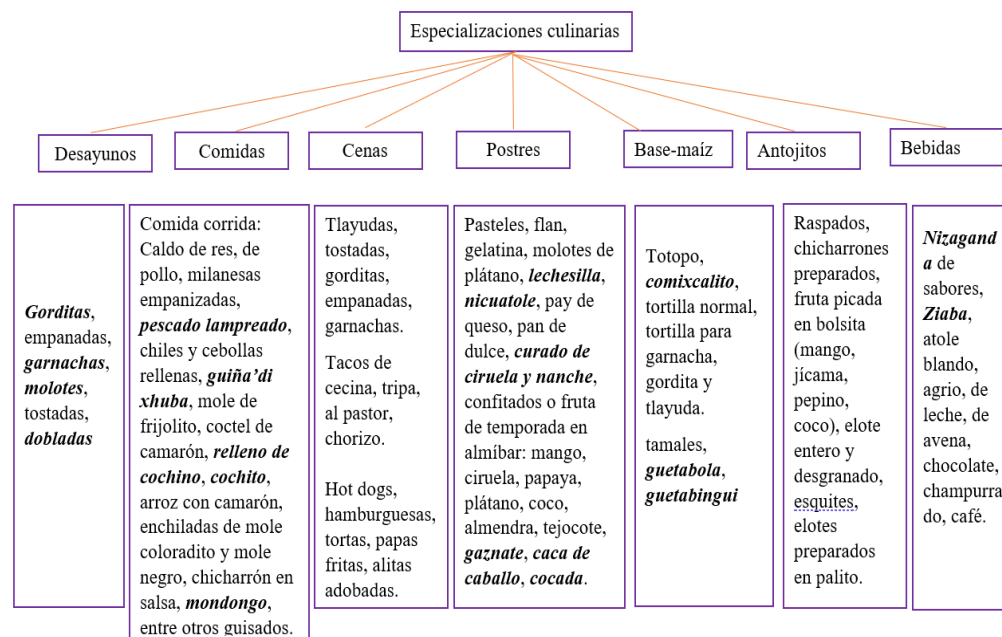 Especializaciones culinarias
Desayunos
Comidas
Cenas
Postres
Base-maíz
Antojitos
Bebidas
Gorditas,
empanadas,
garnachas,
molotes,
tostadas,
dobladas
Comida corrida:
Caldo de res, de
pollo, milanesas
empanizadas,
pescado lampreado,
chiles y cebollas
rellenas, guiña’di
xhuba, mole de
frijolito, coctel de
camarón, relleno de
cochino, cochito,
arroz con camarón,
enchiladas de mole
coloradito y mole
negro, chicharrón en
salsa, mondongo,
entre otros guisados.
Tlayudas,
tostadas,
gorditas,
empanadas,
garnachas.
Tacos de
cecina, tripa,
al pastor,
chorizo.
Hot dogs,
hamburguesas,
tortas, papas
fritas, alitas
adobadas.
Pasteles, flan,
gelatina, molotes de
plátano, lechesilla,
nicuatole, pay de
queso, pan de
dulce, curado de
ciruela y nanche,
confitados o fruta
de temporada en
almíbar: mango,
ciruela, papaya,
plátano, coco,
almendra, tejocote,
gaznate, caca de
caballo, cocada.
Totopo,
comixcalito,
tortilla normal,
tortilla para
garnacha,
gordita y
tlayuda.
tamales,
guetabola,
guetabingui
Raspados,
chicharrones
preparados,
fruta picada
en bolsita
(mango,
jícama,
pepino,
coco), elote
entero y
desgranado,
esquites,
elotes
preparados
en palito.
Nizagand
a de
sabores,
Ziaba,
atole
blando,
agrio, de
leche, de
avena,
chocolate,
champurra
do, café.